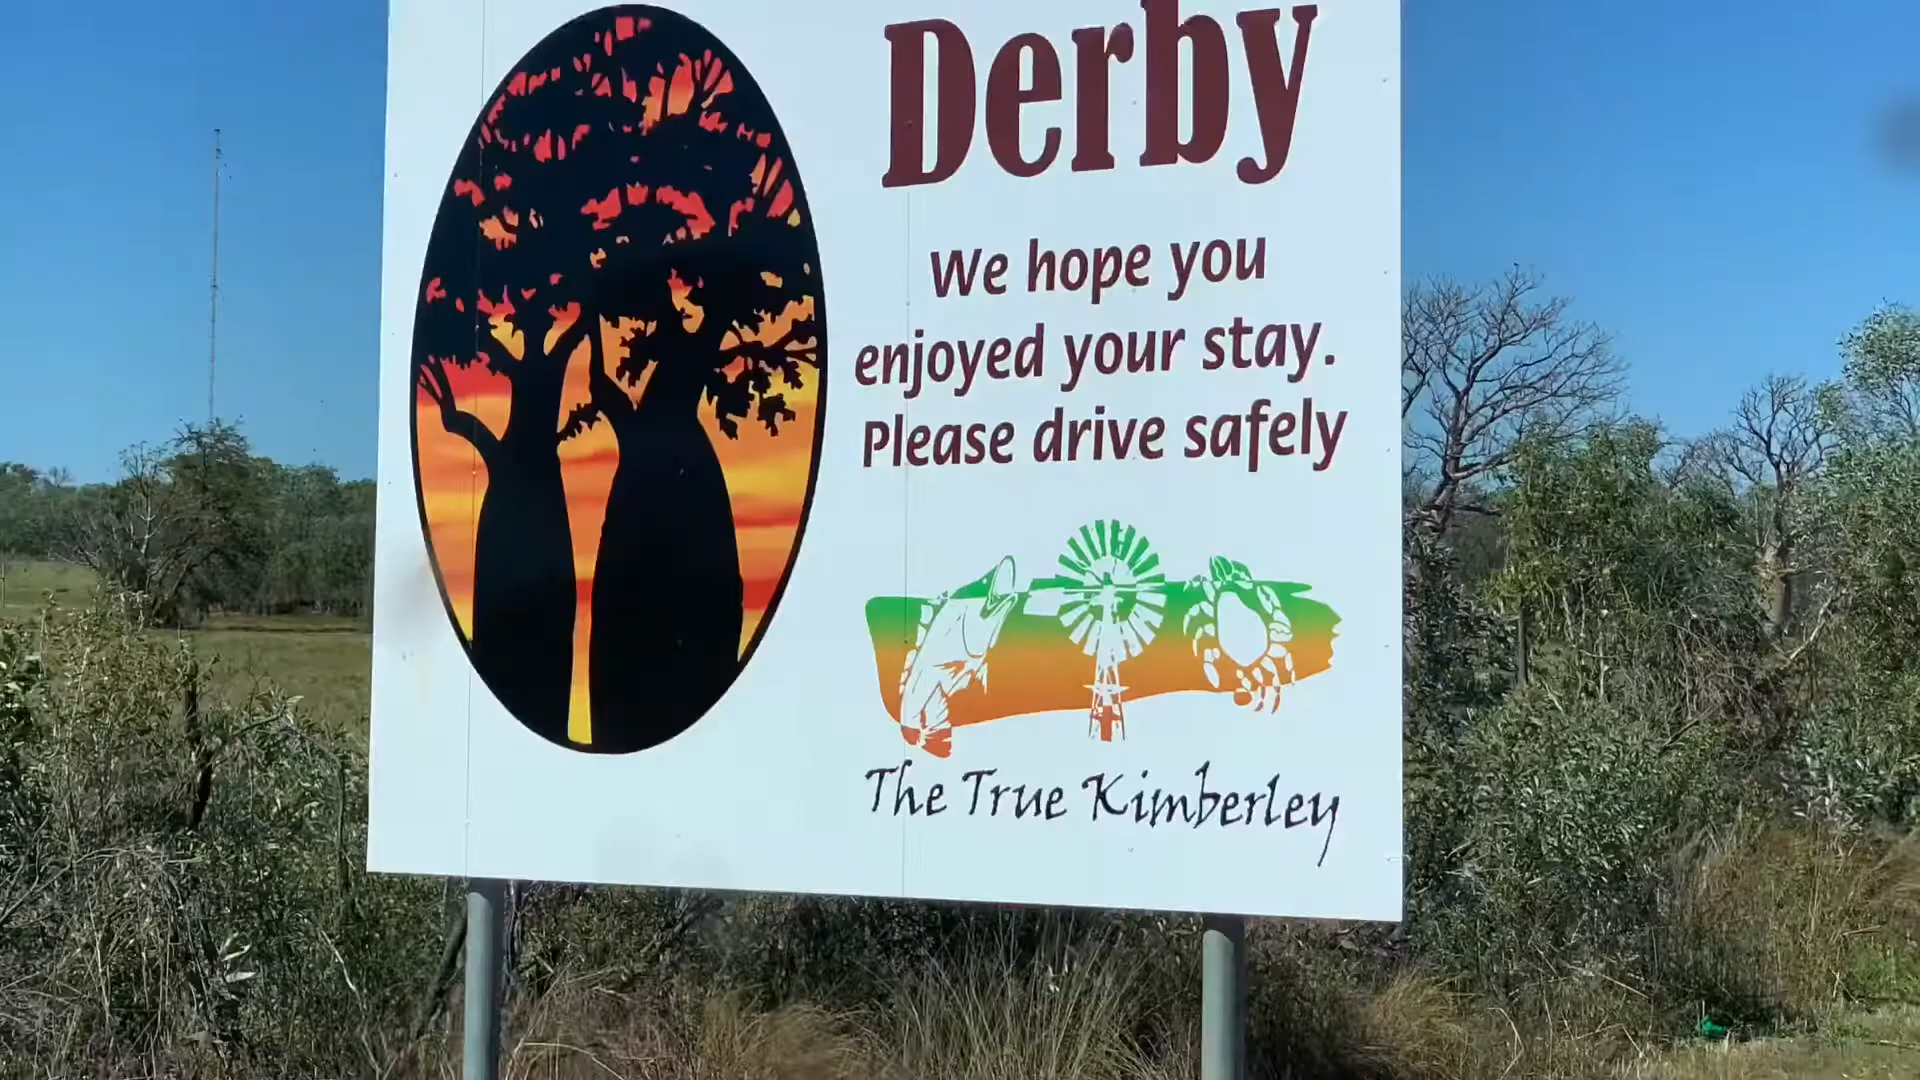 Derby
We hope you
enjoyed your stay.
Please drive safely
The True Kimberley